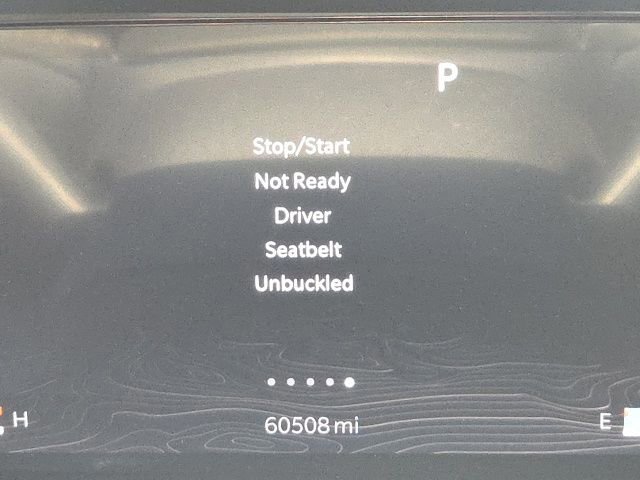 P
Stop/Start
Not Ready
Driver
Seatbelt
Unbuckled
H
60508 mi
E